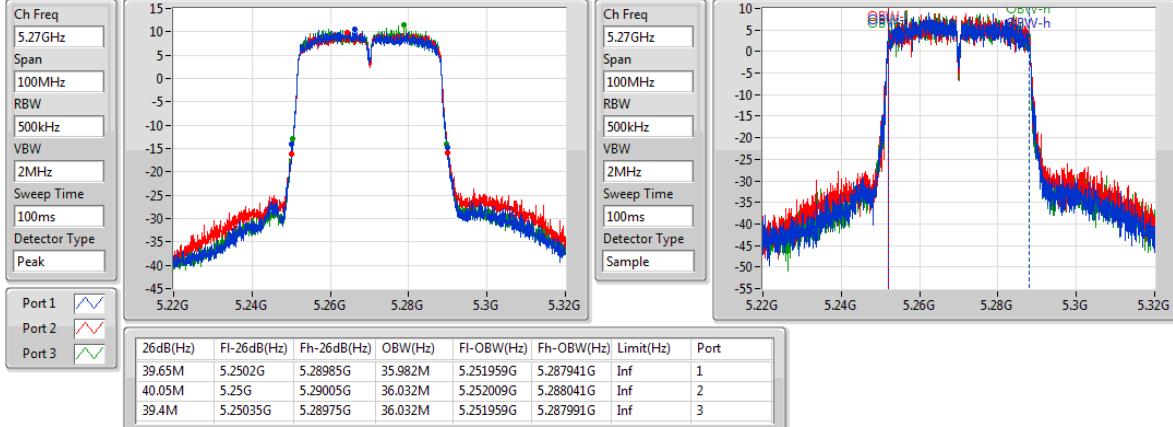 Ch Freq
5.27GHz
Span
100MHz
RBW
500kHz
VBW
2MHz
Sweep Time
100ms
Detector Type
Peak
Port 1
Port 2
Port 3
15
10
5
0
-5
-10
-15
-20
-25
-30
-35
-40
-45
5.22G 5.24G 5.26G 5.28G 5.3G 5.32G
Ch Freq
5.27GHz
Span
100MHz
RBW
500kHz
VBW
2MHz
Sweep Time
100ms
Detector Type
Sample
10
5
0
-5
-10
-15
-20
-25
-30
-35
-40
-45
-50
-55
OBW-h
OBW-h
5.22G 5.24G 5.26G 5.28G 5.3G 5.32G
26dB(Hz) Fl-26dB(Hz) Fh-26dB(Hz) OBW(Hz) Fl-OBW(Hz) Fh-OBW(Hz) Limit(Hz) Port
39.65M 5.2502G 5.28985G 35.982M 5.251959G 5.287941G Inf 1
40.05M 5.25G 5.29005G 36.032M 5.252009G 5.288041G Inf 2
39.4M 5.25035G 5.28975G 36.032M 5.251959G 5.287991G Inf 3